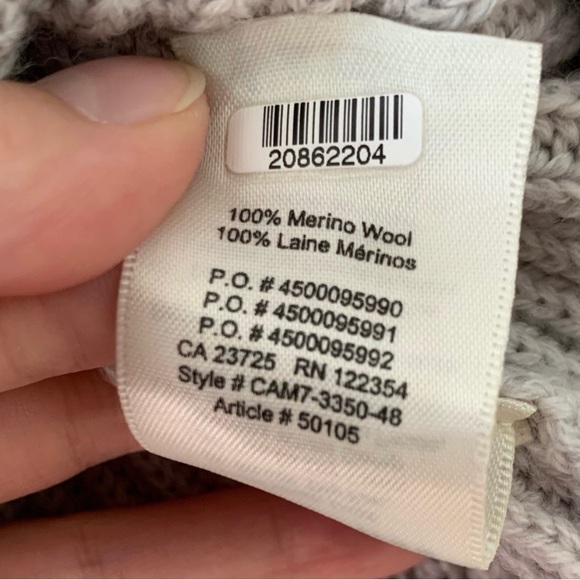 20862204
100% Merino Wool
100% Laine Mérinos
P.O. # 4500095990
P.O. # 4500095991
P.O. # 4500095992
CA 23725 RN 122354
Style # CAM7-3350-48
Article # 50105